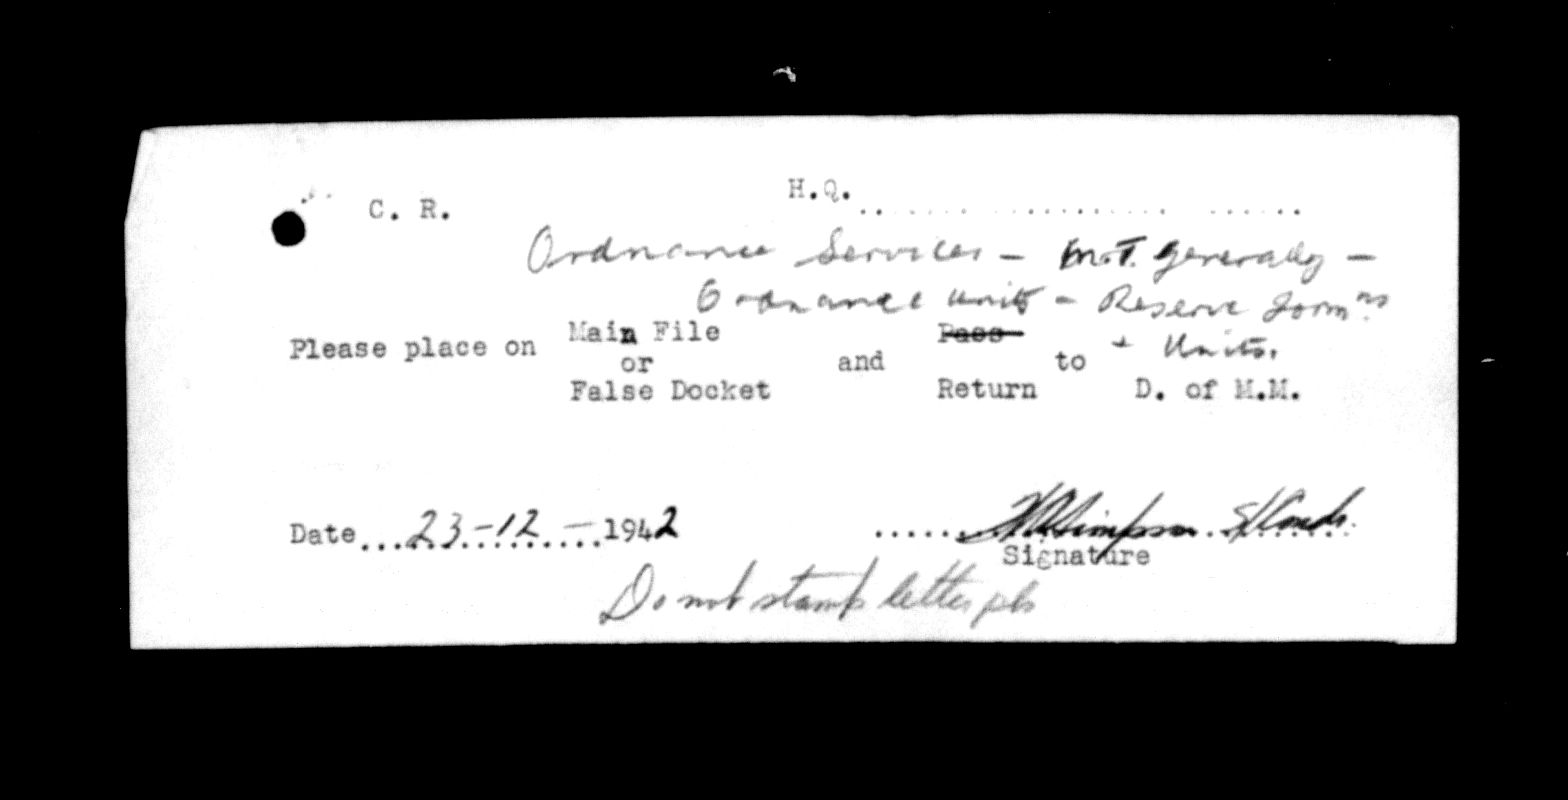 C. R. H.Q. ........................
Ordnance Services - M.T. generally -
Ordnance Units - Reserve Form ns
+ Units.
Please place on Main File or False Docket and Pass Return to D. of M.M.
Date...23-12-1942 ......Simpson
Signature
Do not stamp letter pls